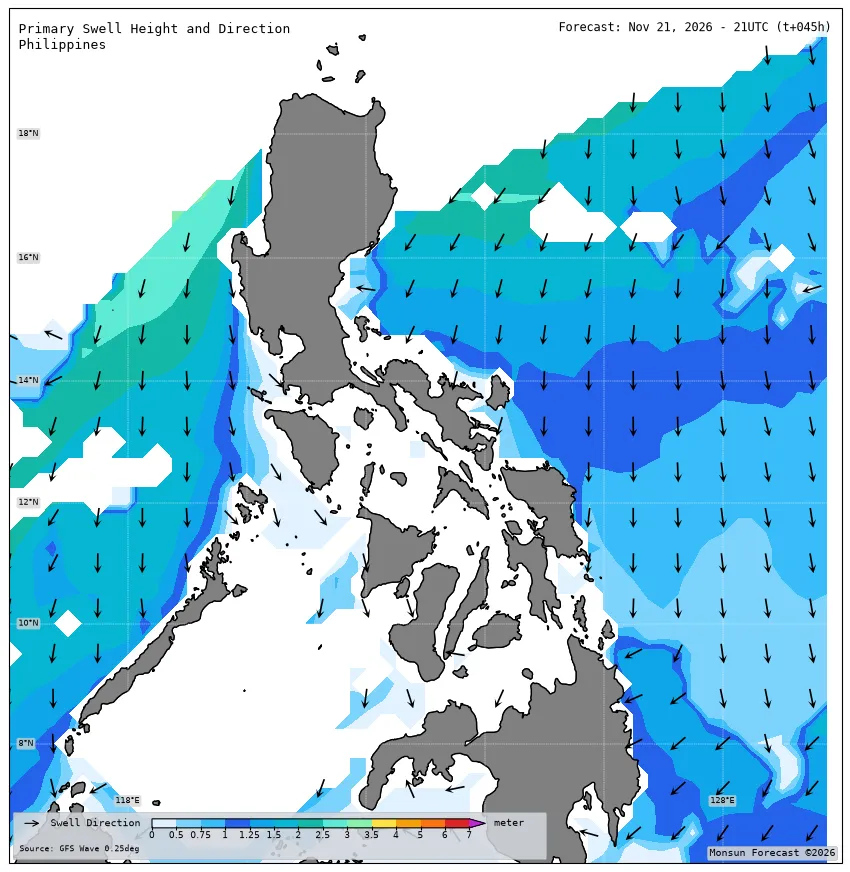 Primary Swell Height and Direction
Philippines
Forecast: Nov 21, 2026 - 21UTC (t+045h)
18°N
16°N
14°N
12°N
10°N
8°N
118°E
128°E
Swell Direction
0 0.5 0.75 1 1.25 1.5 2 2.5 3 3.5 4 5 6 7
meter
Source: GFS Wave 0.25deg
Monsun Forecast ©2026